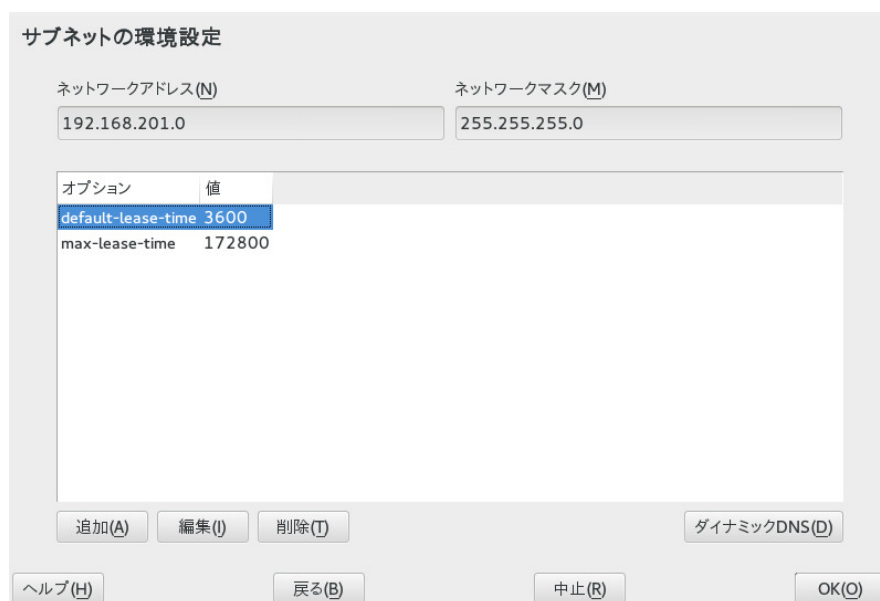 サブネットの環境設定
ネットワークアドレス(N) ネットワークマスク(M)
192.168.201.0 255.255.255.0
オプション 値
default-lease-time 3600
max-lease-time 172800
追加(A) 編集(I) 削除(T) ダイナミックDNS(D)
ヘルプ(H) 戻る(B) 中止(R) OK(O)